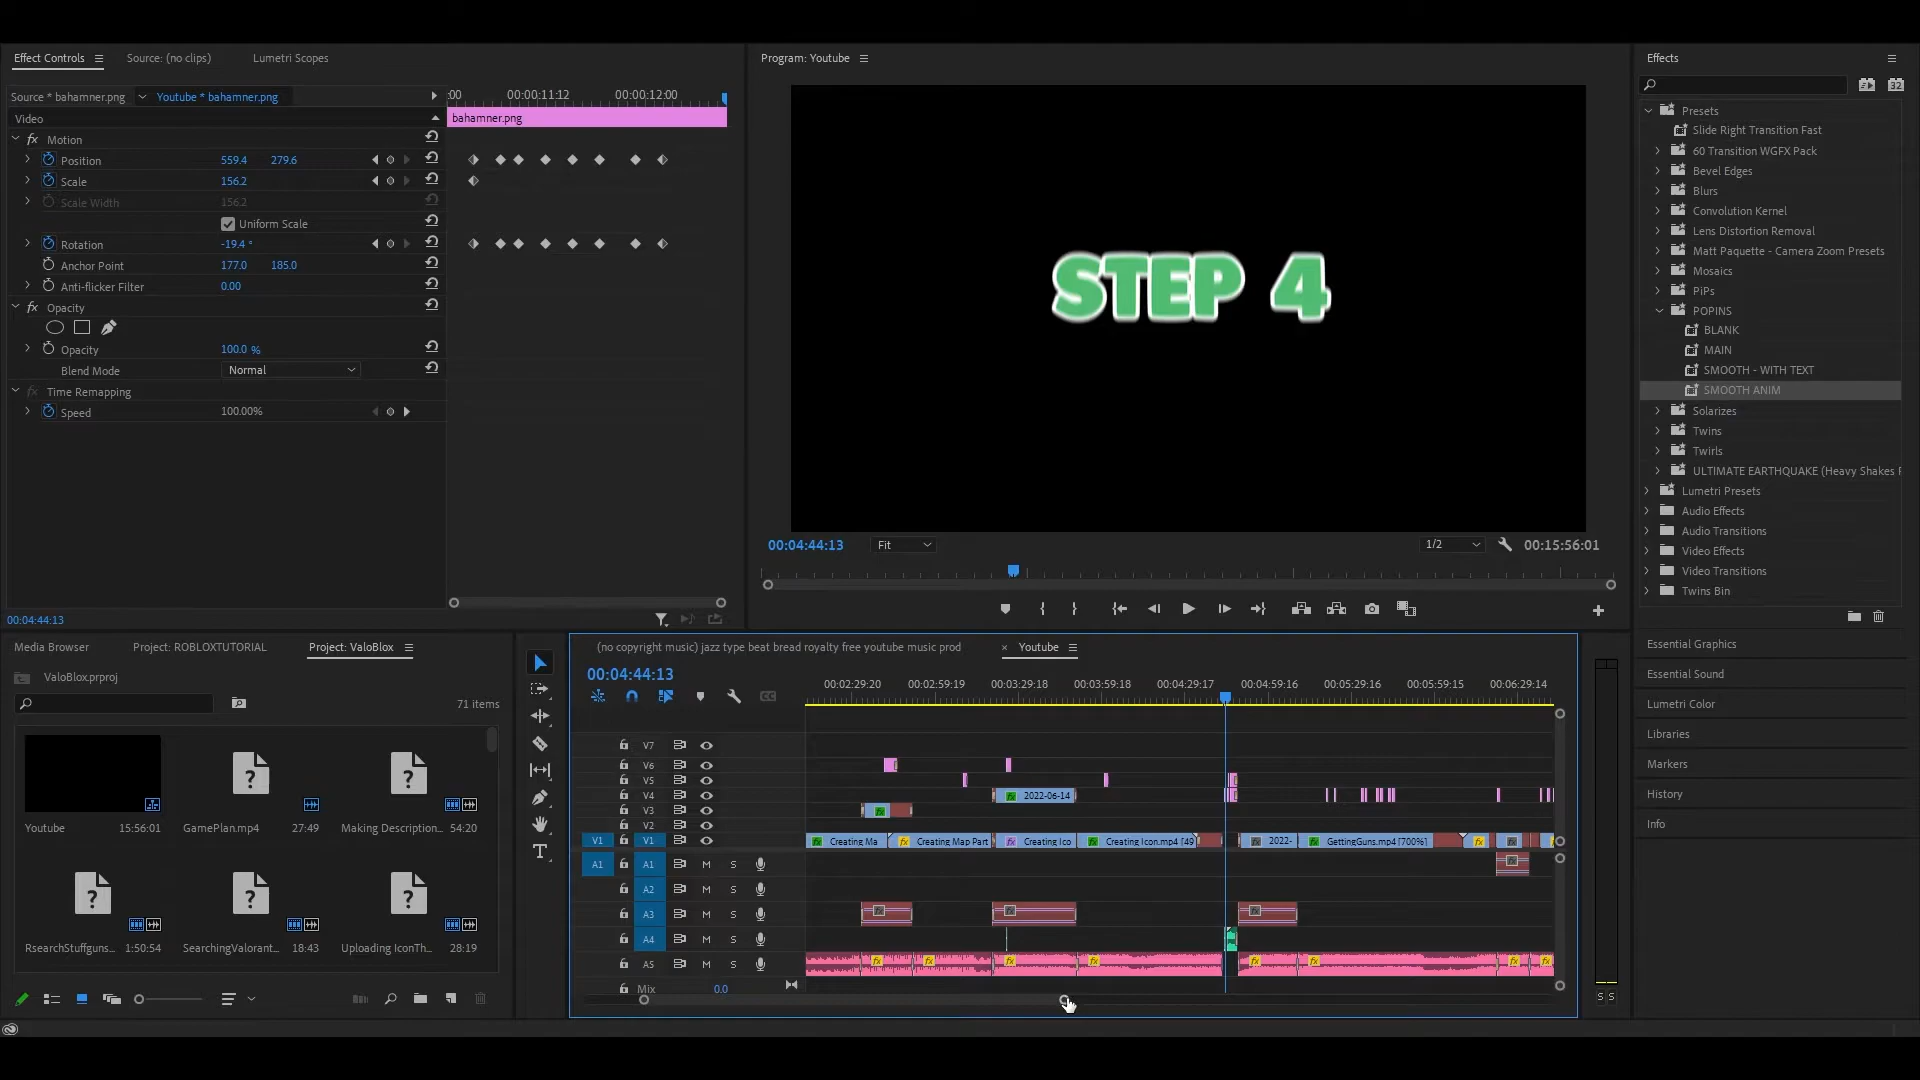 Effect Controls
Source: (no clips)
Lumetri Scopes
Program: Youtube
Effects
Source * bahamner.png
Youtube * bahamner.png
:00
00:00:11:12
00:00:12:00
Video
bahamner.png
Motion
Position 559.4 279.6
Scale 156.2
Scale Width 156.2
Uniform Scale
Rotation -19.4 °
Anchor Point 177.0 185.0
Anti-flicker Filter 0.00
Opacity
Opacity 100.0 %
Blend Mode Normal
Time Remapping
Speed 100.00%
00:04:44:13
STEP 4
00:04:44:13
Fit
1/2
00:15:56:01
32
Presets
Slide Right Transition Fast
60 Transition WGFX Pack
Bevel Edges
Blurs
Convolution Kernel
Lens Distortion Removal
Matt Paquette - Camera Zoom Presets
Mosaics
PiPs
POPINS
BLANK
MAIN
SMOOTH - WITH TEXT
SMOOTH ANIM
Solarizes
Twins
Twirls
ULTIMATE EARTHQUAKE (Heavy Shakes F
Lumetri Presets
Audio Effects
Audio Transitions
Video Effects
Video Transitions
Twins Bin
Essential Graphics
Essential Sound
Lumetri Color
Libraries
Markers
History
Info
Media Browser
Project: ROBLOXTUTORIAL
Project: ValoBlox
ValoBlox.prproj
71 items
Youtube 15:56:01
GamePlan.mp4 27:49
Making Description... 54:20
RsearchStuffguns... 1:50:54
SearchingValorant... 18:43
Uploading IconTh... 28:19
(no copyright music) jazz type beat bread royalty free youtube music prod
× Youtube
00:04:44:13
00:02:29:20 00:02:59:19 00:03:29:18 00:03:59:18 00:04:29:17 00:04:59:16 00:05:29:16 00:05:59:15 00:06:29:14
V7
V6
V5
V4
2022-06-14
V3
V2
V1 V1
Creating Ma
Creating Map Part
Creating Ico
Creating Icon.mp4 [49
2022-
GettingGuns.mp4 [700%]
A1 A1 M S
A2 M S
A3 M S
A4 M S
A5 M S
Mix 0.0
S S